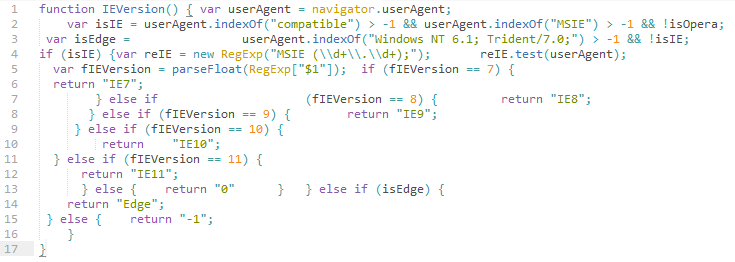 1 function IEVersion() { var userAgent = navigator.userAgent;
2 var isIE = userAgent.indexOf("compatible") > -1 && userAgent.indexOf("MSIE") > -1 && !isOpera;
3 var isEdge = userAgent.indexOf("Windows NT 6.1; Trident/7.0;") > -1 && !isIE;
4 if (isIE) {var reIE = new RegExp("MSIE (\\d+\\.\\d+);"); reIE.test(userAgent);
5 var fIEVersion = parseFloat(RegExp["$1"]); if (fIEVersion == 7) {
6 return "IE7";
7 } else if (fIEVersion == 8) { return "IE8";
8 } else if (fIEVersion == 9) { return "IE9";
9 } else if (fIEVersion == 10) {
10 return "IE10";
11 } else if (fIEVersion == 11) {
12 return "IE11";
13 } else { return "0" } } else if (isEdge) {
14 return "Edge";
15 } else { return "-1";
16 }
17 }